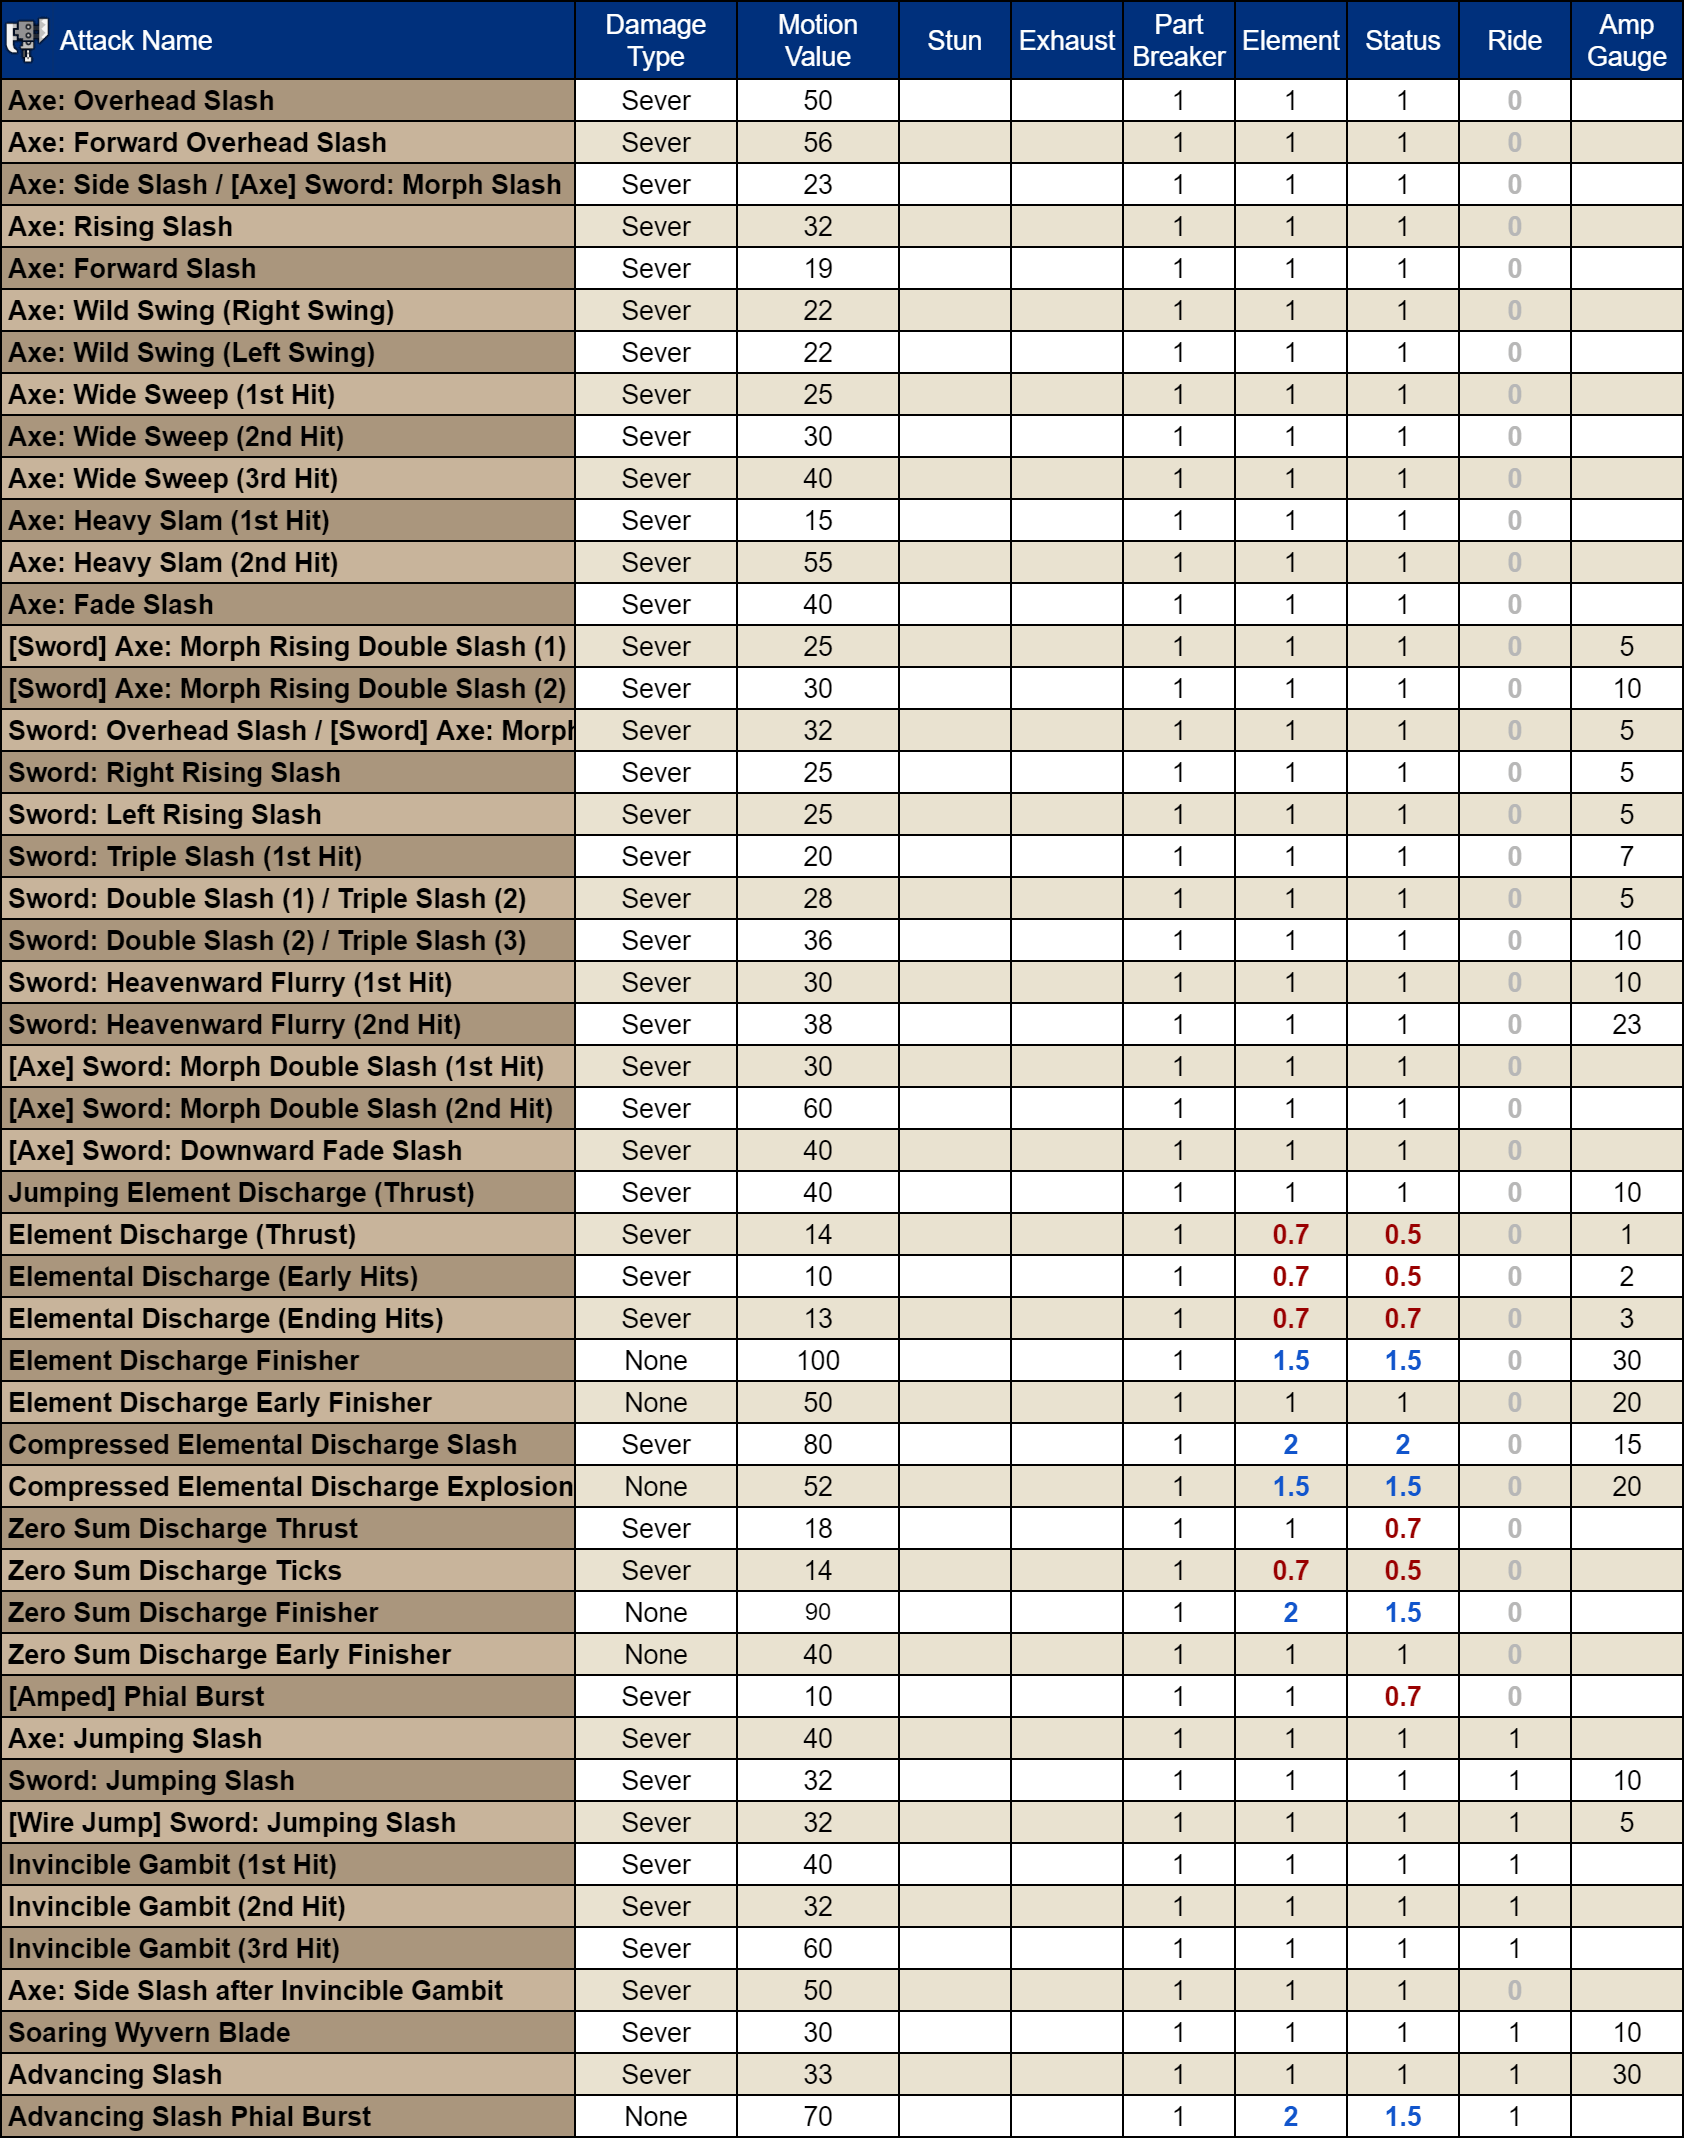 Attack Name Damage Type Motion Value Stun Exhaust Part Breaker Element Status Ride Amp Gauge
Axe: Overhead Slash Sever 50 1 1 1 0
Axe: Forward Overhead Slash Sever 56 1 1 1 0
Axe: Side Slash / [Axe] Sword: Morph Slash Sever 23 1 1 1 0
Axe: Rising Slash Sever 32 1 1 1 0
Axe: Forward Slash Sever 19 1 1 1 0
Axe: Wild Swing (Right Swing) Sever 22 1 1 1 0
Axe: Wild Swing (Left Swing) Sever 22 1 1 1 0
Axe: Wide Sweep (1st Hit) Sever 25 1 1 1 0
Axe: Wide Sweep (2nd Hit) Sever 30 1 1 1 0
Axe: Wide Sweep (3rd Hit) Sever 40 1 1 1 0
Axe: Heavy Slam (1st Hit) Sever 15 1 1 1 0
Axe: Heavy Slam (2nd Hit) Sever 55 1 1 1 0
Axe: Fade Slash Sever 40 1 1 1 0
[Sword] Axe: Morph Rising Double Slash (1) Sever 25 1 1 1 0 5
[Sword] Axe: Morph Rising Double Slash (2) Sever 30 1 1 1 0 10
Sword: Overhead Slash / [Sword] Axe: Morph Sever 32 1 1 1 0 5
Sword: Right Rising Slash Sever 25 1 1 1 0 5
Sword: Left Rising Slash Sever 25 1 1 1 0 5
Sword: Triple Slash (1st Hit) Sever 20 1 1 1 0 7
Sword: Double Slash (1) / Triple Slash (2) Sever 28 1 1 1 0 5
Sword: Double Slash (2) / Triple Slash (3) Sever 36 1 1 1 0 10
Sword: Heavenward Flurry (1st Hit) Sever 30 1 1 1 0 10
Sword: Heavenward Flurry (2nd Hit) Sever 38 1 1 1 0 23
[Axe] Sword: Morph Double Slash (1st Hit) Sever 30 1 1 1 0
[Axe] Sword: Morph Double Slash (2nd Hit) Sever 60 1 1 1 0
[Axe] Sword: Downward Fade Slash Sever 40 1 1 1 0
Jumping Element Discharge (Thrust) Sever 40 1 1 1 0 10
Element Discharge (Thrust) Sever 14 1 0.7 0.5 0 1
Elemental Discharge (Early Hits) Sever 10 1 0.7 0.5 0 2
Elemental Discharge (Ending Hits) Sever 13 1 0.7 0.7 0 3
Element Discharge Finisher None 100 1 1.5 1.5 0 30
Element Discharge Early Finisher None 50 1 1 1 0 20
Compressed Elemental Discharge Slash Sever 80 1 2 2 0 15
Compressed Elemental Discharge Explosion None 52 1 1.5 1.5 0 20
Zero Sum Discharge Thrust Sever 18 1 1 0.7 0
Zero Sum Discharge Ticks Sever 14 1 0.7 0.5 0
Zero Sum Discharge Finisher None 90 1 2 1.5 0
Zero Sum Discharge Early Finisher None 40 1 1 1 0
[Amped] Phial Burst Sever 10 1 1 0.7 0
Axe: Jumping Slash Sever 40 1 1 1 1
Sword: Jumping Slash Sever 32 1 1 1 1 10
[Wire Jump] Sword: Jumping Slash Sever 32 1 1 1 1 5
Invincible Gambit (1st Hit) Sever 40 1 1 1 1
Invincible Gambit (2nd Hit) Sever 32 1 1 1 1
Invincible Gambit (3rd Hit) Sever 60 1 1 1 1
Axe: Side Slash after Invincible Gambit Sever 50 1 1 1 0
Soaring Wyvern Blade Sever 30 1 1 1 1 10
Advancing Slash Sever 33 1 1 1 1 30
Advancing Slash Phial Burst None 70 1 2 1.5 1